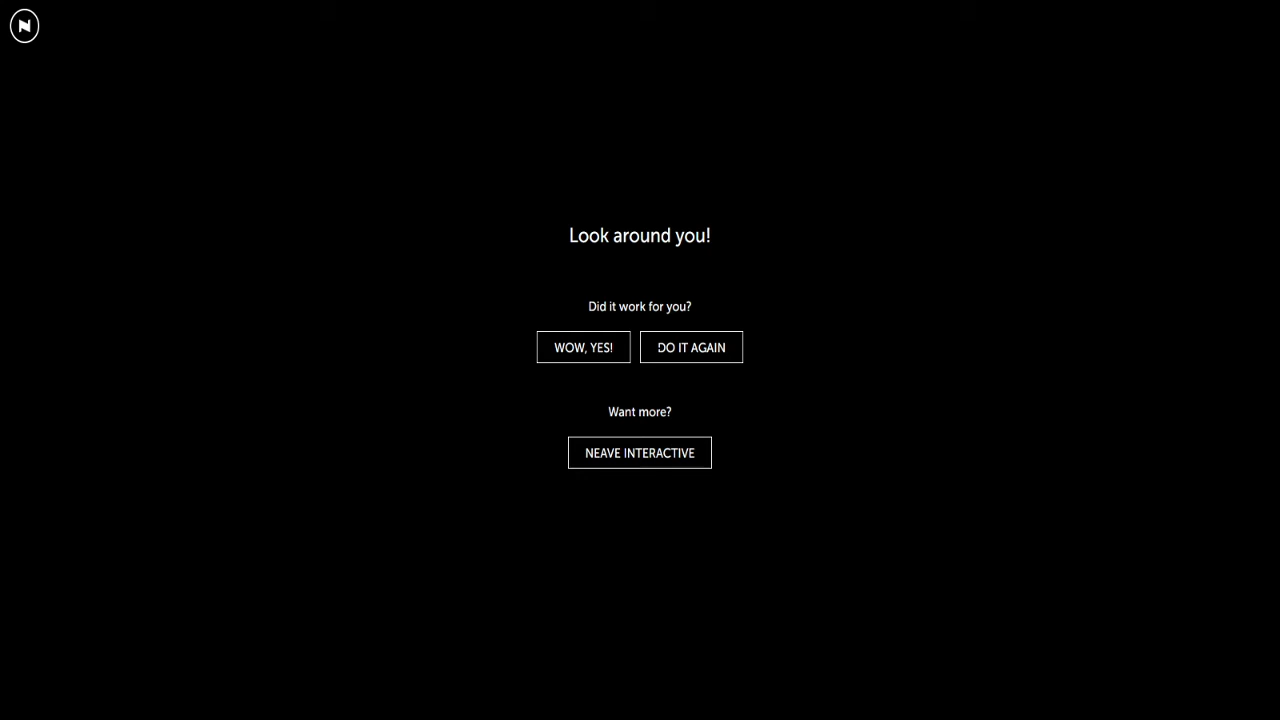 N
Look around you!
Did it work for you?
WOW, YES! DO IT AGAIN
Want more?
NEAVE INTERACTIVE